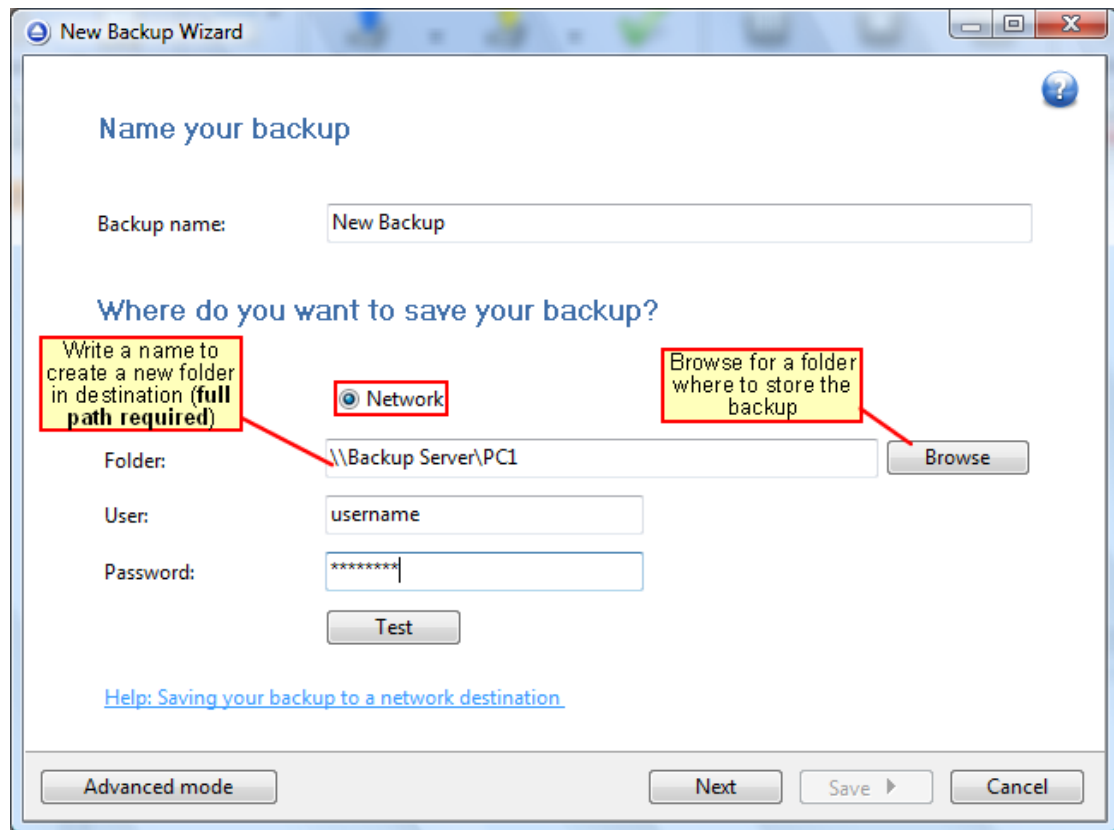 New Backup Wizard
Name your backup
Backup name:
New Backup
Where do you want to save your backup?
Write a name to
create a new folder
in destination (full
path required)
Network
Browse for a folder
where to store the
backup
Folder:
\\Backup Server\PC1
Browse
User:
username
Password:
********
Test
Help: Saving your backup to a network destination
Advanced mode
Next
Save
Cancel